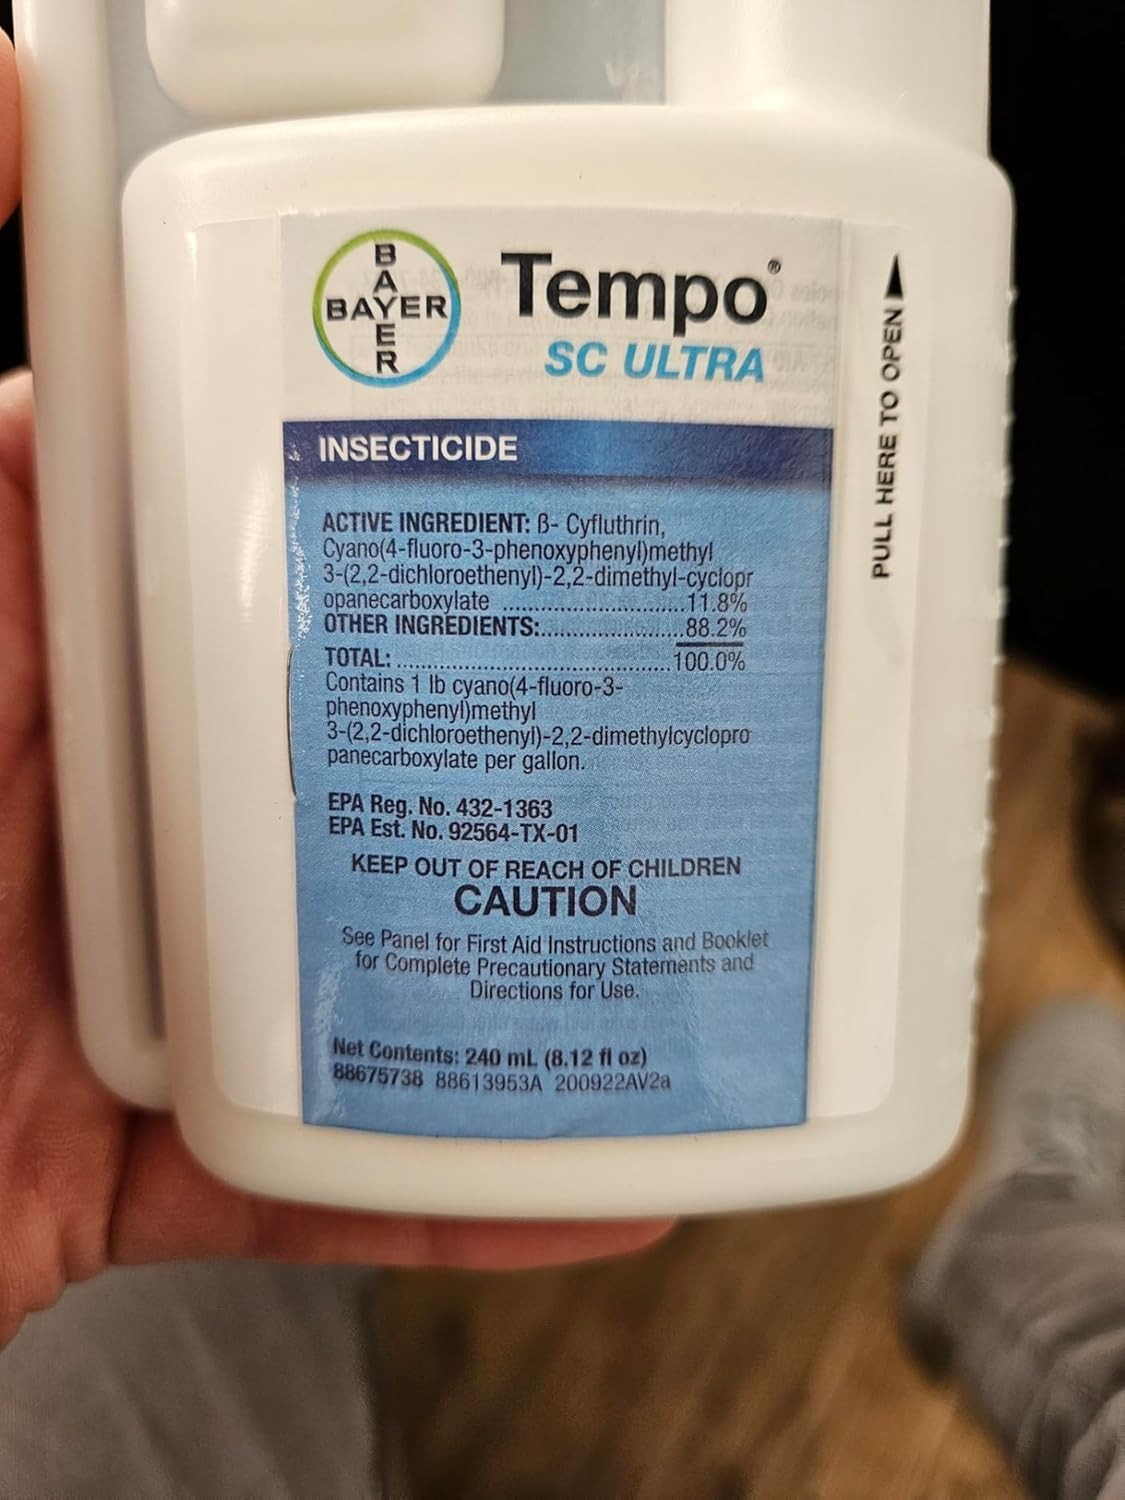 BAYER
BAYER
Tempo®
SC ULTRA
PULL HERE TO OPEN
INSECTICIDE
ACTIVE INGREDIENT: β- Cyfluthrin,
Cyano(4-fluoro-3-phenoxyphenyl)methyl
3-(2,2-dichloroethenyl)-2,2-dimethyl-cyclopr
opanecarboxylate ............................11.8%
OTHER INGREDIENTS:......................88.2%
TOTAL: ..........................................100.0%
Contains 1 lb cyano(4-fluoro-3-
phenoxyphenyl)methyl
3-(2,2-dichloroethenyl)-2,2-dimethylcyclopro
panecarboxylate per gallon.
EPA Reg. No. 432-1363
EPA Est. No. 92564-TX-01
KEEP OUT OF REACH OF CHILDREN
CAUTION
See Panel for First Aid Instructions and Booklet
for Complete Precautionary Statements and
Directions for Use.
Net Contents: 240 mL (8.12 fl oz)
88675738 88613953A 200922AV2a